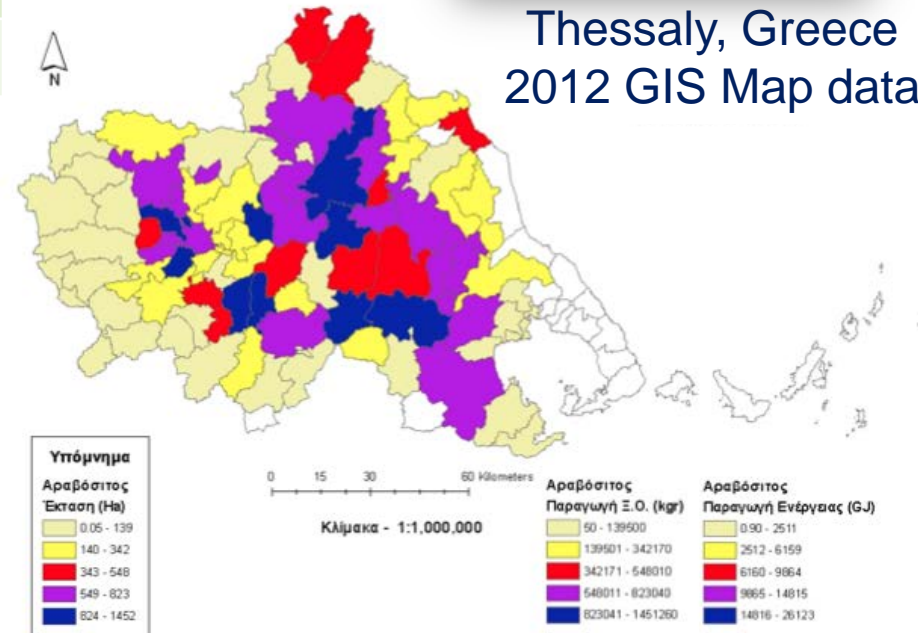 Thessaly, Greece
2012 GIS Map data
N
Υπόμνημα
Αραβόσιτος
Έκταση (Ha)
0.05 - 139
140 - 342
343 - 548
549 - 823
824 - 1452
0 15 30 60 Kilometers
Κλίμακα - 1:1,000,000
Αραβόσιτος
Παραγωγή Ξ.Ο. (kgr)
50 - 139500
139501 - 342170
342171 - 548010
548011 - 823040
823041 - 1451260
Αραβόσιτος
Παραγωγή Ενέργειας (GJ)
0.90 - 2511
2512 - 6159
6160 - 9864
9865 - 14815
14816 - 26123